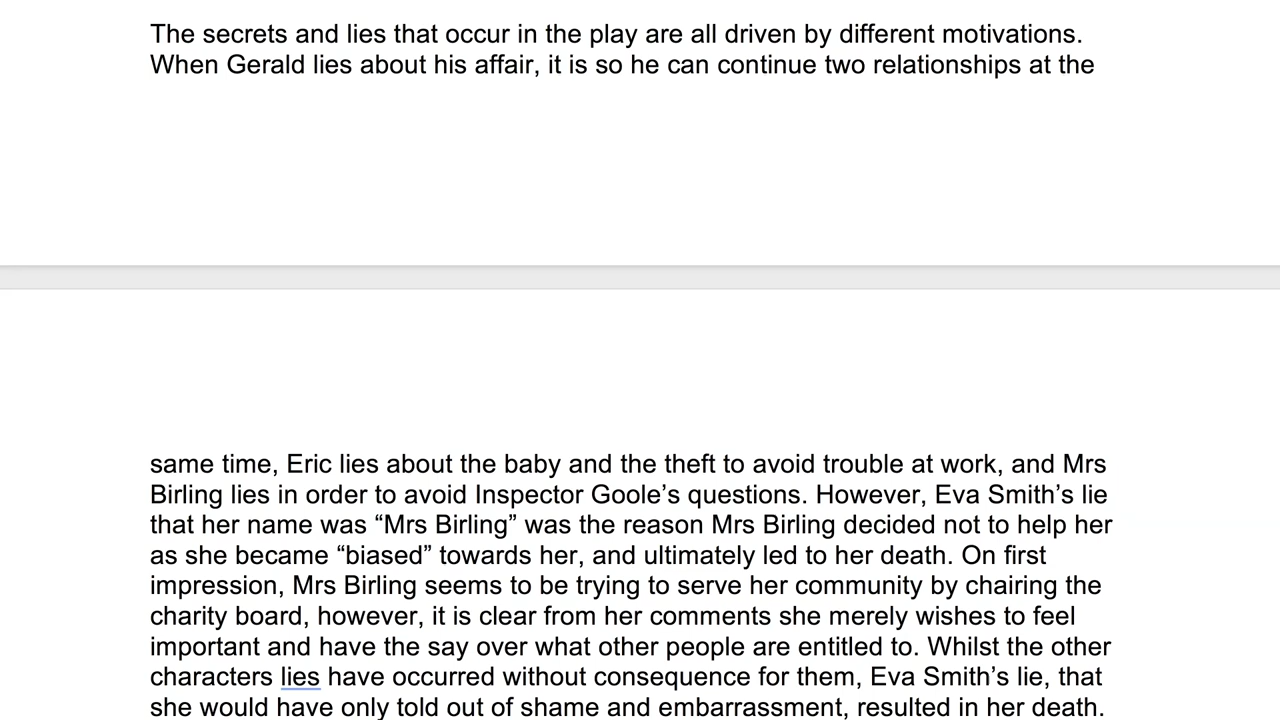 The secrets and lies that occur in the play are all driven by different motivations.
When Gerald lies about his affair, it is so he can continue two relationships at the
same time, Eric lies about the baby and the theft to avoid trouble at work, and Mrs
Birling lies in order to avoid Inspector Goole’s questions. However, Eva Smith’s lie
that her name was “Mrs Birling” was the reason Mrs Birling decided not to help her
as she became “biased” towards her, and ultimately led to her death. On first
impression, Mrs Birling seems to be trying to serve her community by chairing the
charity board, however, it is clear from her comments she merely wishes to feel
important and have the say over what other people are entitled to. Whilst the other
characters lies have occurred without consequence for them, Eva Smith’s lie, that
she would have only told out of shame and embarrassment, resulted in her death.